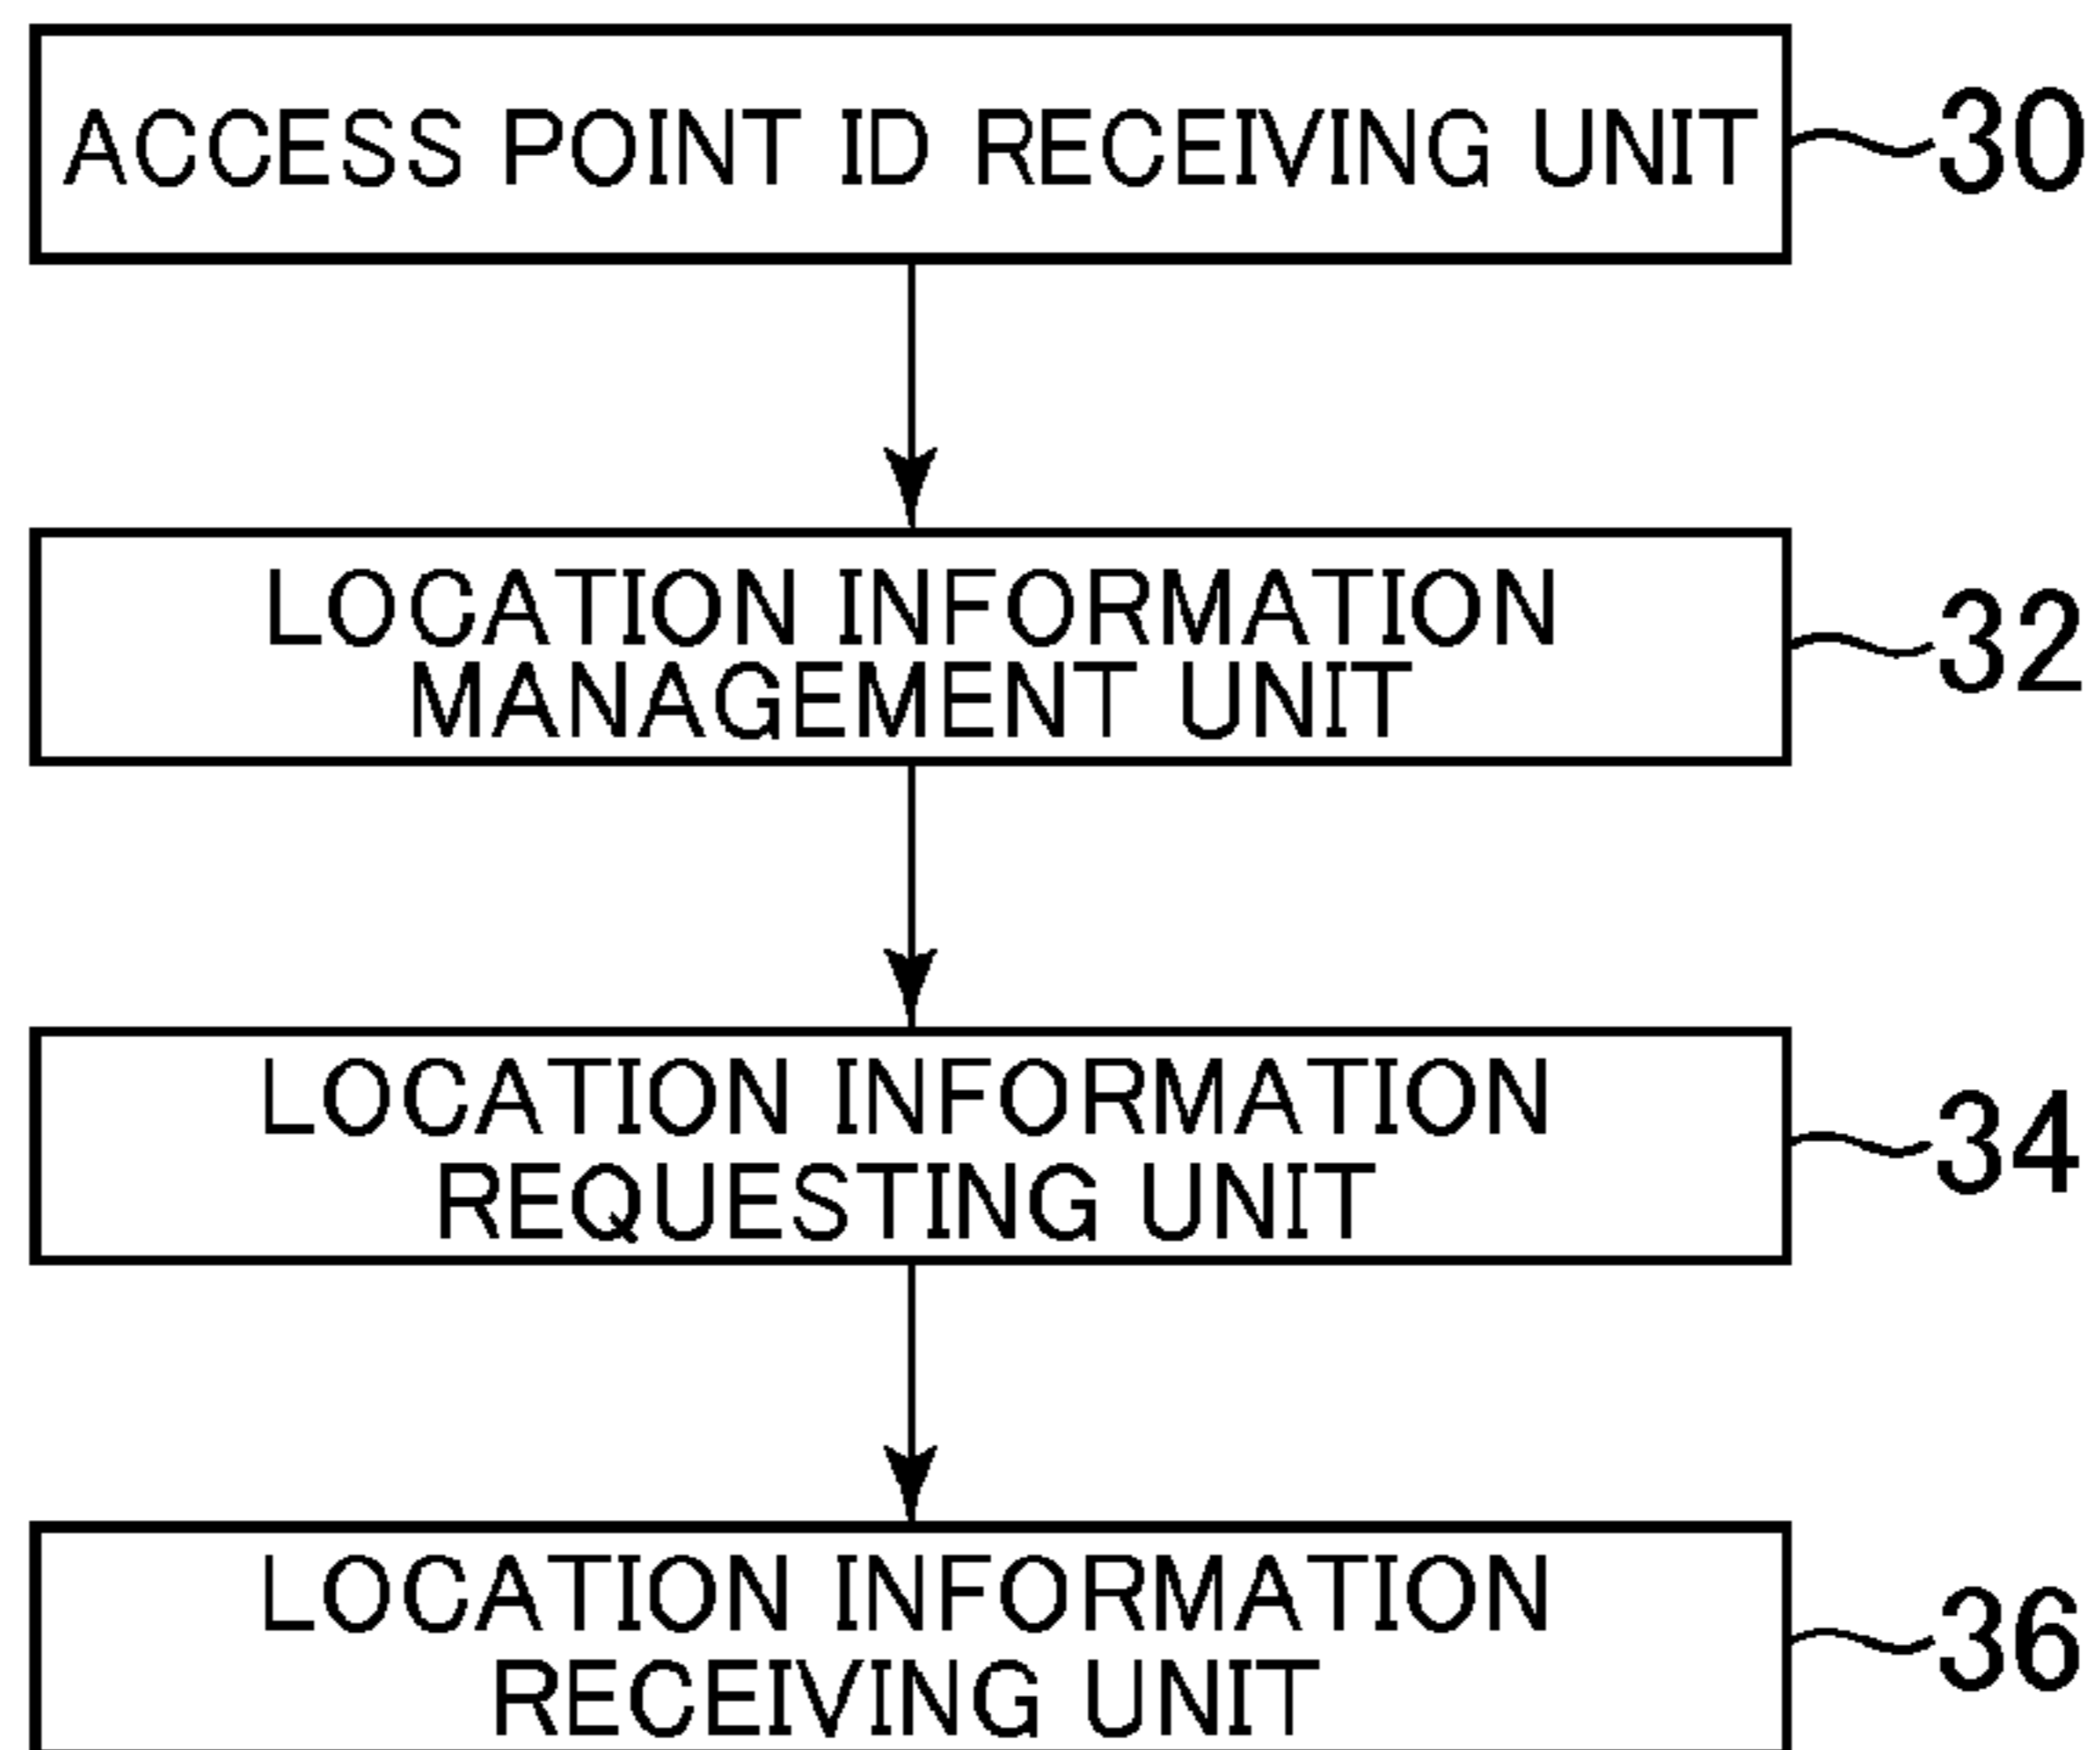 ACCESS POINT ID RECEIVING UNIT
30
LOCATION INFORMATION
MANAGEMENT UNIT
32
LOCATION INFORMATION
REQUESTING UNIT
34
LOCATION INFORMATION
RECEIVING UNIT
36